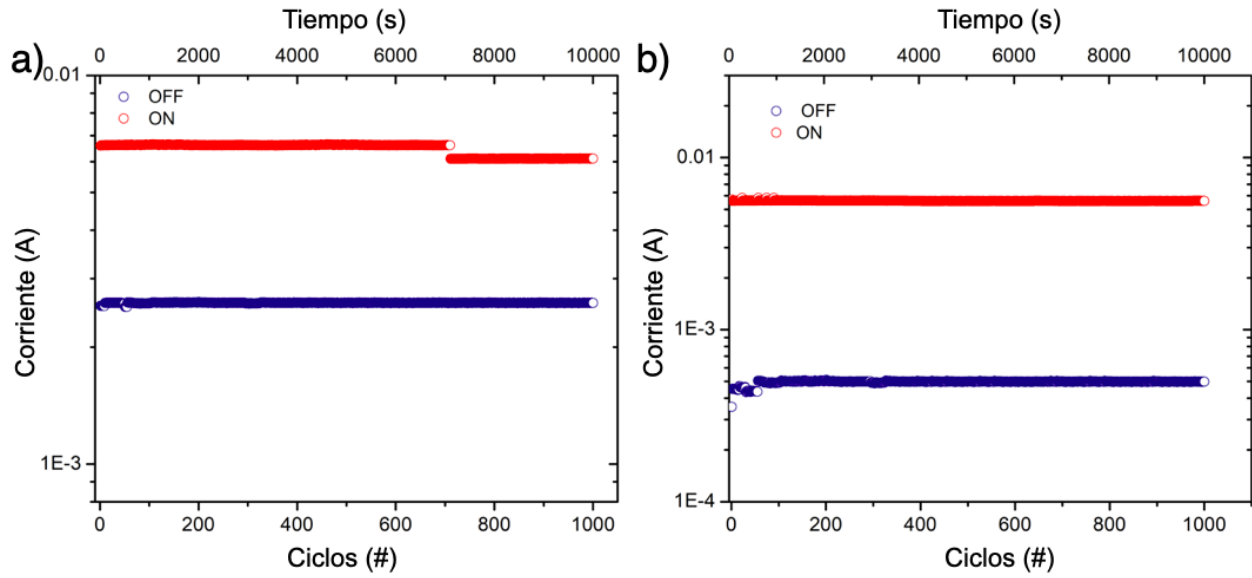 a)
Tiempo (s)
0 2000 4000 6000 8000 10000
0.01
OFF
ON
Corriente (A)
1E-3
0 200 400 600 800 1000
Ciclos (#)
b)
Tiempo (s)
0 2000 4000 6000 8000 10000
OFF
ON
0.01
Corriente (A)
1E-3
1E-4
0 200 400 600 800 1000
Ciclos (#)